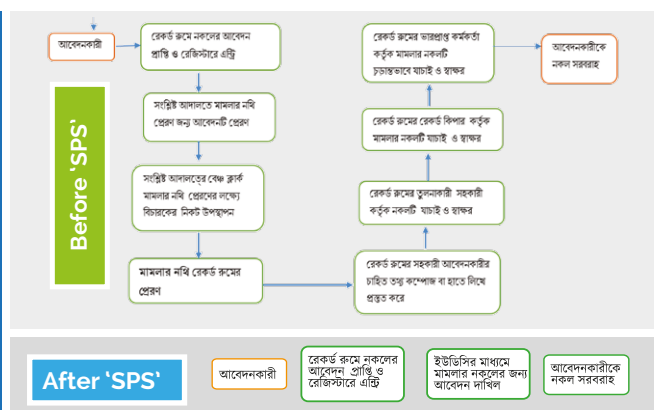 আবেদনকারী
রেকর্ড রুমে নকলের আবেদন
প্রাপ্তি ও রেজিস্টারে এন্ট্রি
সংশ্লিষ্ট আদালতে মামলার নথি
প্রেরণ জন্য আবেদনটি প্রেরণ
সংশ্লিষ্ট আদালত্বের বেঞ্চ ক্লার্ক
মামলার নথি প্রেরনের লক্ষ্যে
বিচারকের নিকট উপস্থাপন
মামলার নথি রেকর্ড রুমের
প্রেরণ
রেকর্ড রুমের সহকারী আবেদনকারীর
চাহিত তথ্য কম্পোজ বা হাতে লিখে
প্রস্তুত করে
রেকর্ড রুমের তুলনাকারী সহকারী
কর্তৃক নকলটি যাচাই ও স্বাক্ষর
রেকর্ড রুমের রেকর্ড কিপার কর্তৃক
মামলার নকলটি যাচাই ও স্বাক্ষর
রেকর্ড রুমের ভারপ্রাপ্ত কর্মকর্তা
কর্তৃক মামলার নকলটি
চূড়ান্তভাবে যাচাই ও স্বাক্ষর
আবেদনকারীকে
নকল সরবরাহ
Before ‘SPS’
After ‘SPS’
আবেদনকারী
রেকর্ড রুমে নকলের
আবেদন প্রাপ্তি ও
রেজিস্টারে এন্ট্রি
ইউডিসির মাধ্যমে
মামলার নকলের জন্য
আবেদন দাখিল
আবেদনকারীকে
নকল সরবরাহ